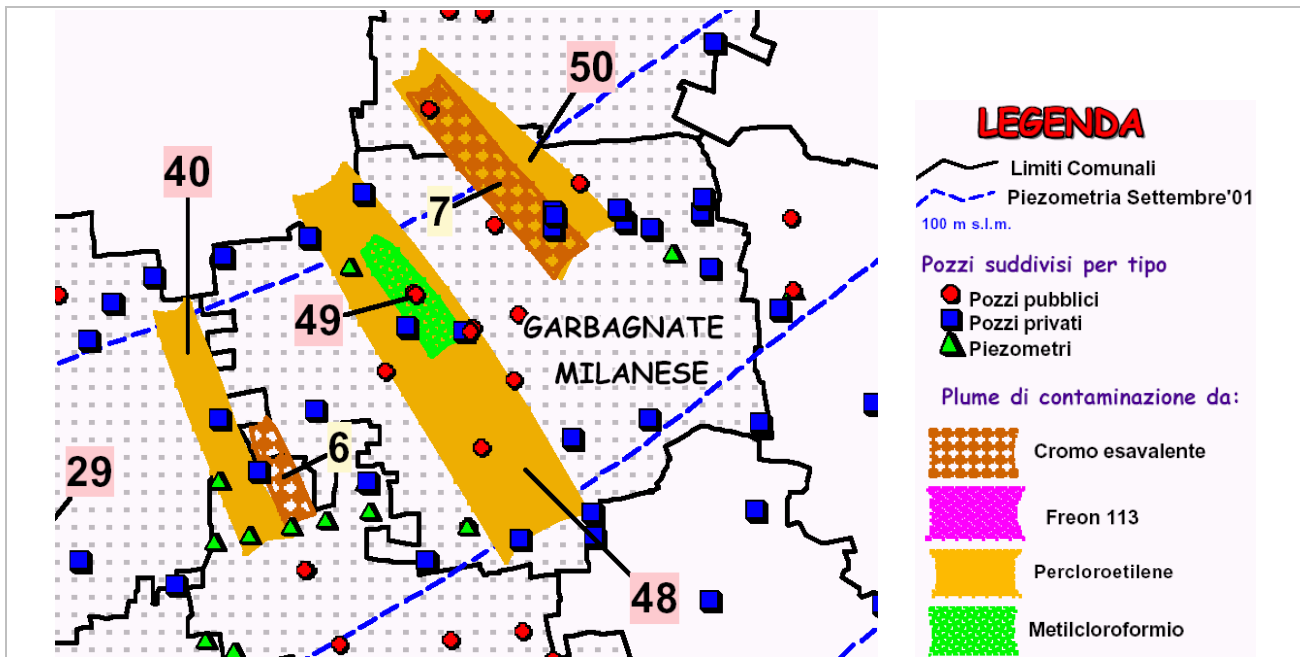 50
40
7
49
GARBAGNATE
MILANESE
6
29
48
LEGENDA
Limiti Comunali
Piezometria Settembre'01
100 m s.l.m.
Pozzi suddivisi per tipo
Pozzi pubblici
Pozzi privati
Piezometri
Plume di contaminazione da:
Cromo esavalente
Freon 113
Percloroetilene
Metilcloroformio